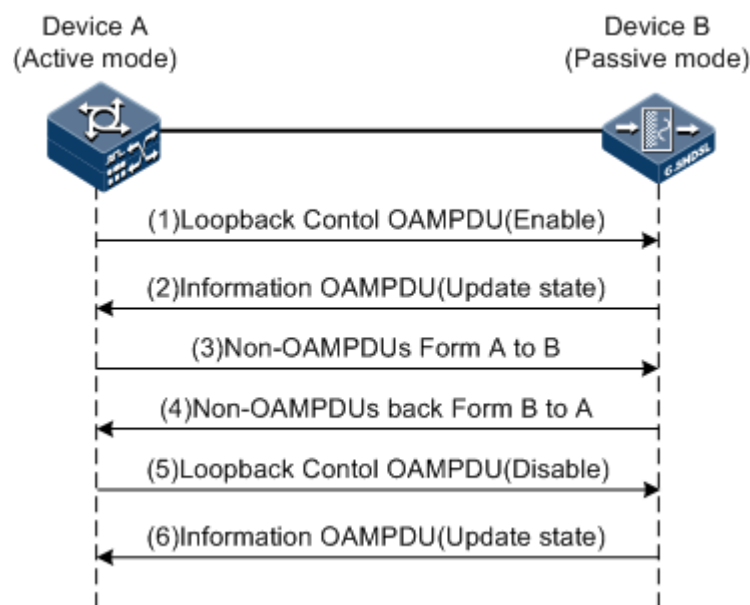 Device A
(Active mode)
Device B
(Passive mode)
G.SHDSL
(1)Loopback Contol OAMPDU(Enable)
(2)Information OAMPDU(Update state)
(3)Non-OAMPDUs Form A to B
(4)Non-OAMPDUs back Form B to A
(5)Loopback Contol OAMPDU(Disable)
(6)Information OAMPDU(Update state)